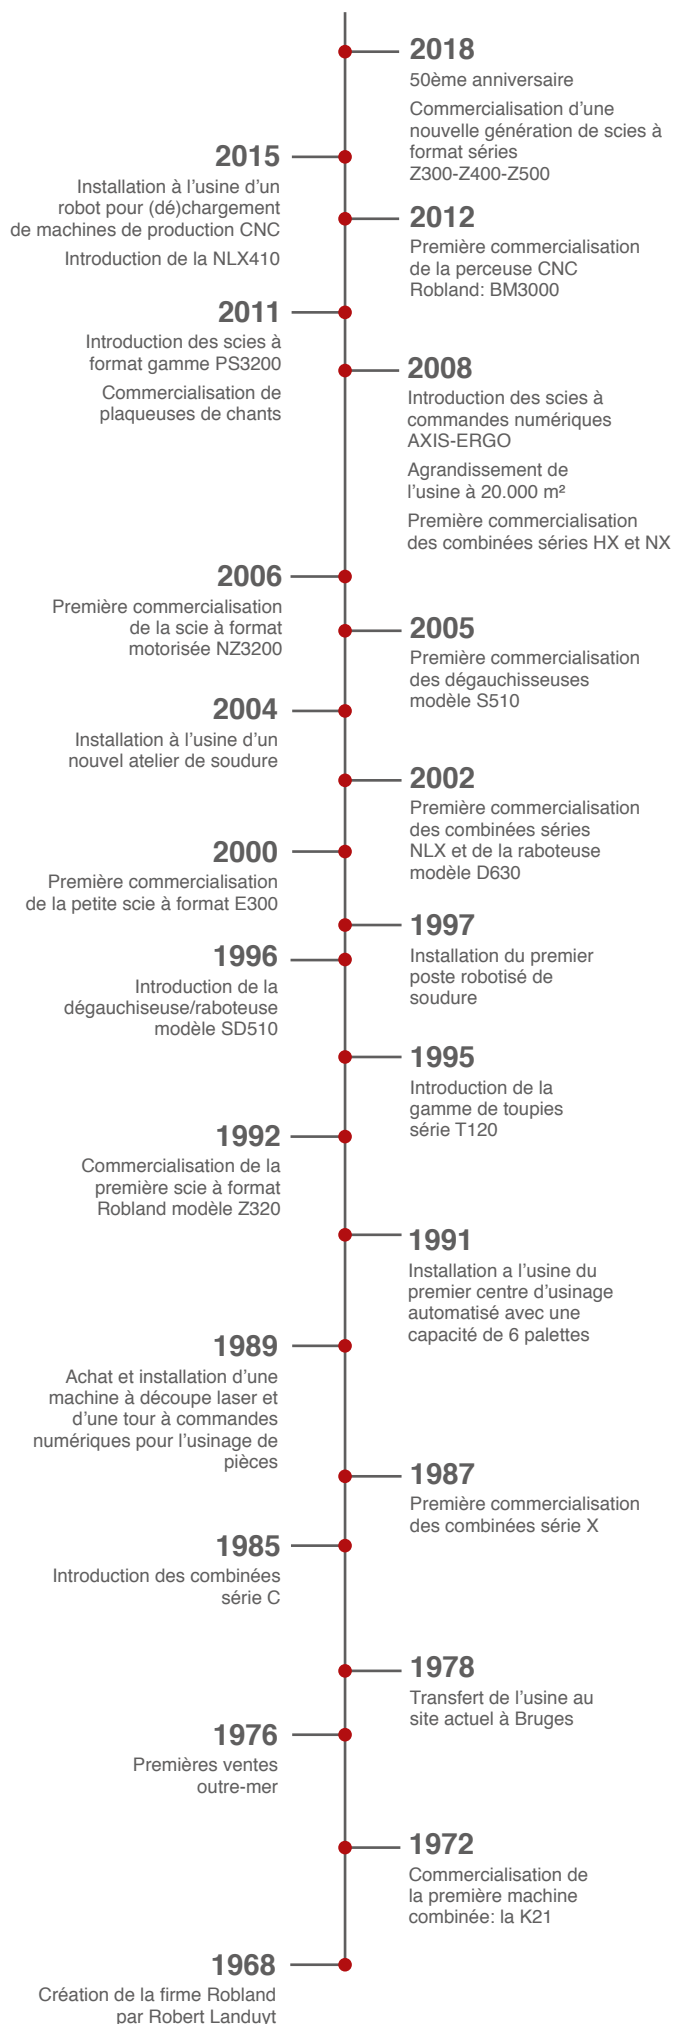 2018
50ème anniversaire
Commercialisation d'une
nouvelle génération de scies à
format séries
Z300-Z400-Z500
2015
Installation à l'usine d'un
robot pour (dé)chargement
de machines de production CNC
Introduction de la NLX410
2012
Première commercialisation
de la perceuse CNC
Robland: BM3000
2011
Introduction des scies à
format gamme PS3200
Commercialisation de
plaqueuses de chants
2008
Introduction des scies à
commandes numériques
AXIS-ERGO
Agrandissement de
l'usine à 20.000 m²
Première commercialisation
des combinées séries HX et NX
2006
Première commercialisation
de la scie à format
motorisée NZ3200
2005
Première commercialisation
des dégauchisseuses
modèle S510
2004
Installation à l'usine d'un
nouvel atelier de soudure
2002
Première commercialisation
des combinées séries
NLX et de la raboteuse
modèle D630
2000
Première commercialisation
de la petite scie à format E300
1997
Installation du premier
poste robotisé de
soudure
1996
Introduction de la
dégauchiseuse/raboteuse
modèle SD510
1995
Introduction de la
gamme de toupies
série T120
1992
Commercialisation de la
première scie à format
Robland modèle Z320
1991
Installation a l'usine du
premier centre d'usinage
automatisé avec une
capacité de 6 palettes
1989
Achat et installation d'une
machine à découpe laser et
d'une tour à commandes
numériques pour l'usinage de
pièces
1987
Première commercialisation
des combinées série X
1985
Introduction des combinées
série C
1978
Transfert de l'usine au
site actuel à Bruges
1976
Premières ventes
outre-mer
1972
Commercialisation de
la première machine
combinée: la K21
1968
Création de la firme Robland
par Robert Landuyt